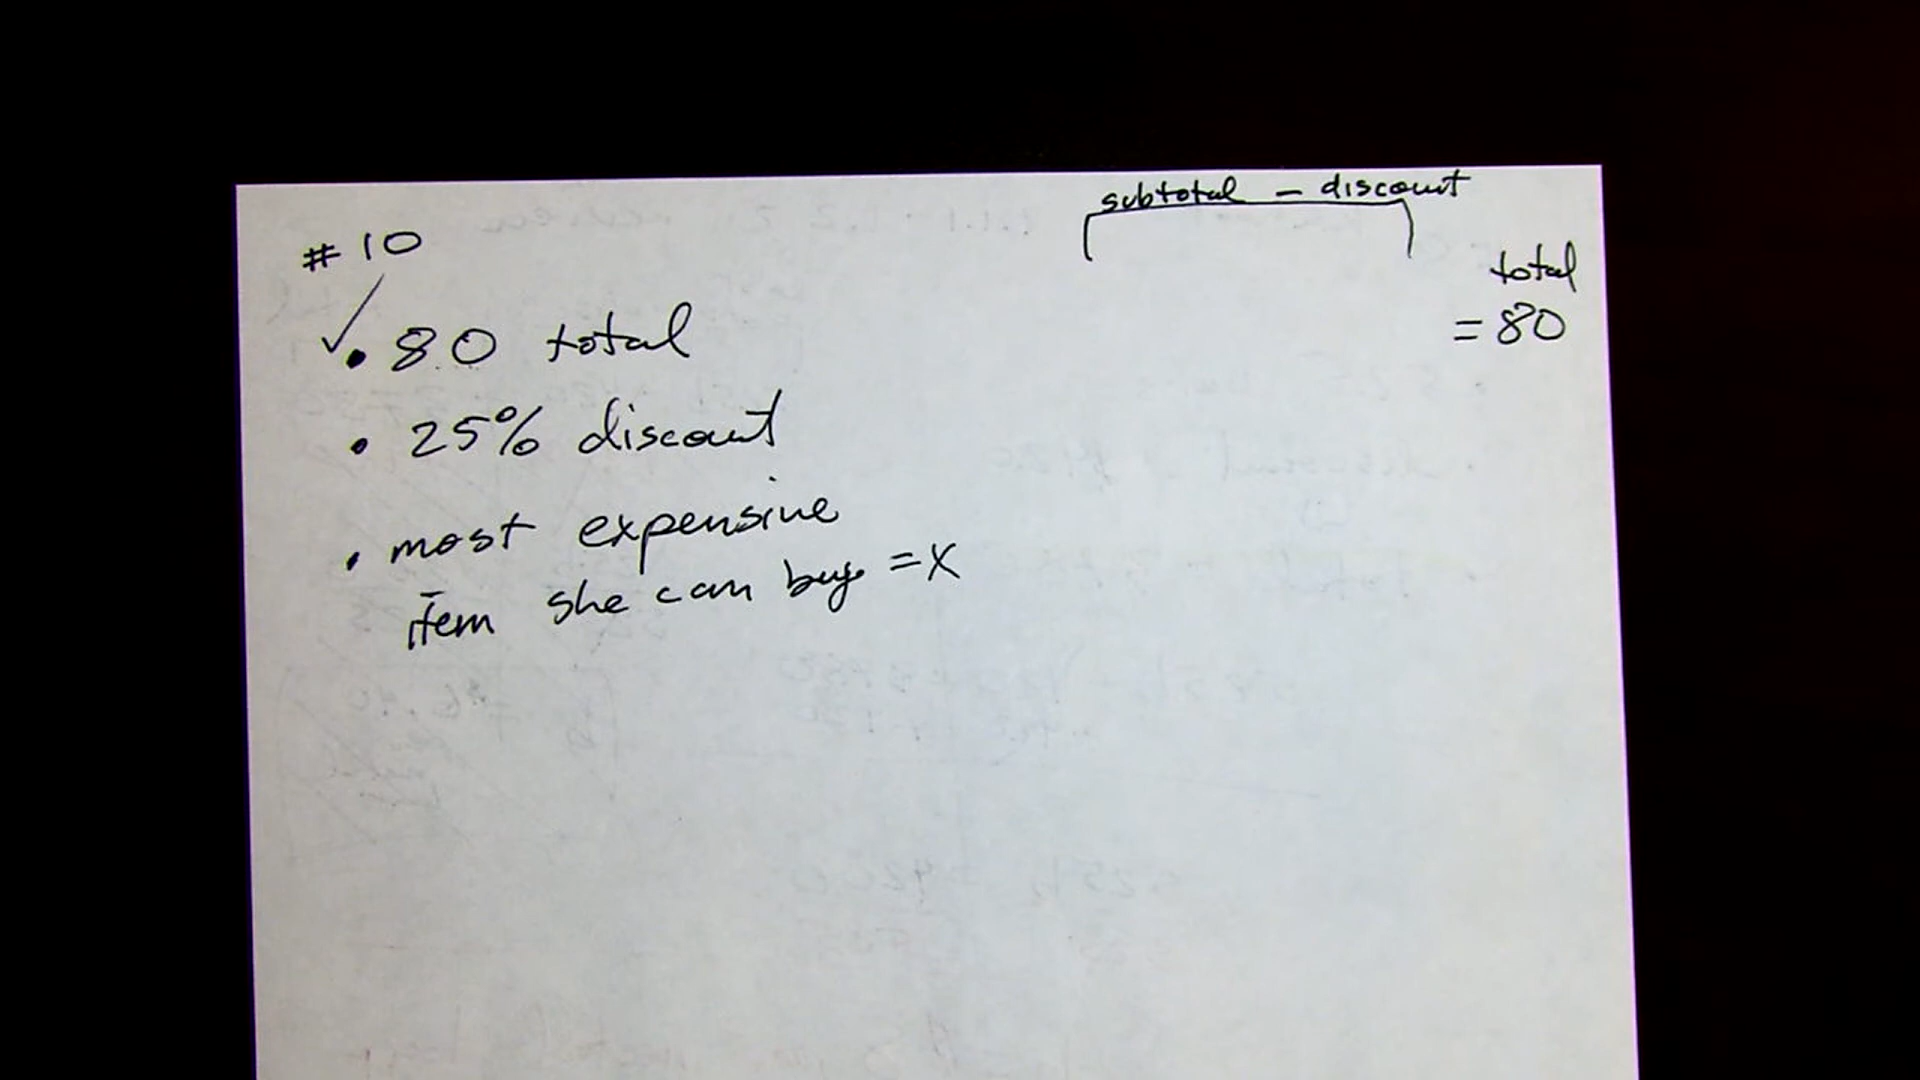 subtotal - discount
# 10
total
= 80
✓ • 80 total
• 25% discount
• most expensive
item she can buy = x